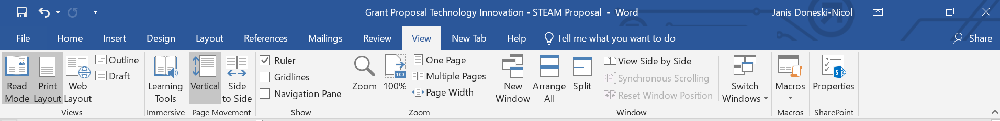 Grant Proposal Technology Innovation - STEAM Proposal - Word
Janis Doneski-Nicol
File Home Insert Design Layout References Mailings Review View New Tab Help Tell me what you want to do Share
Read Mode
Print Layout
Web Layout
Outline
Draft
Views
Learning Tools
Immersive
Vertical
Side to Side
Page Movement
Ruler
Gridlines
Navigation Pane
Show
Zoom
100
100%
One Page
Multiple Pages
Page Width
Zoom
New Window
Arrange All
Split
View Side by Side
Synchronous Scrolling
Reset Window Position
Switch Windows
Window
Macros
Macros
S
Properties
SharePoint